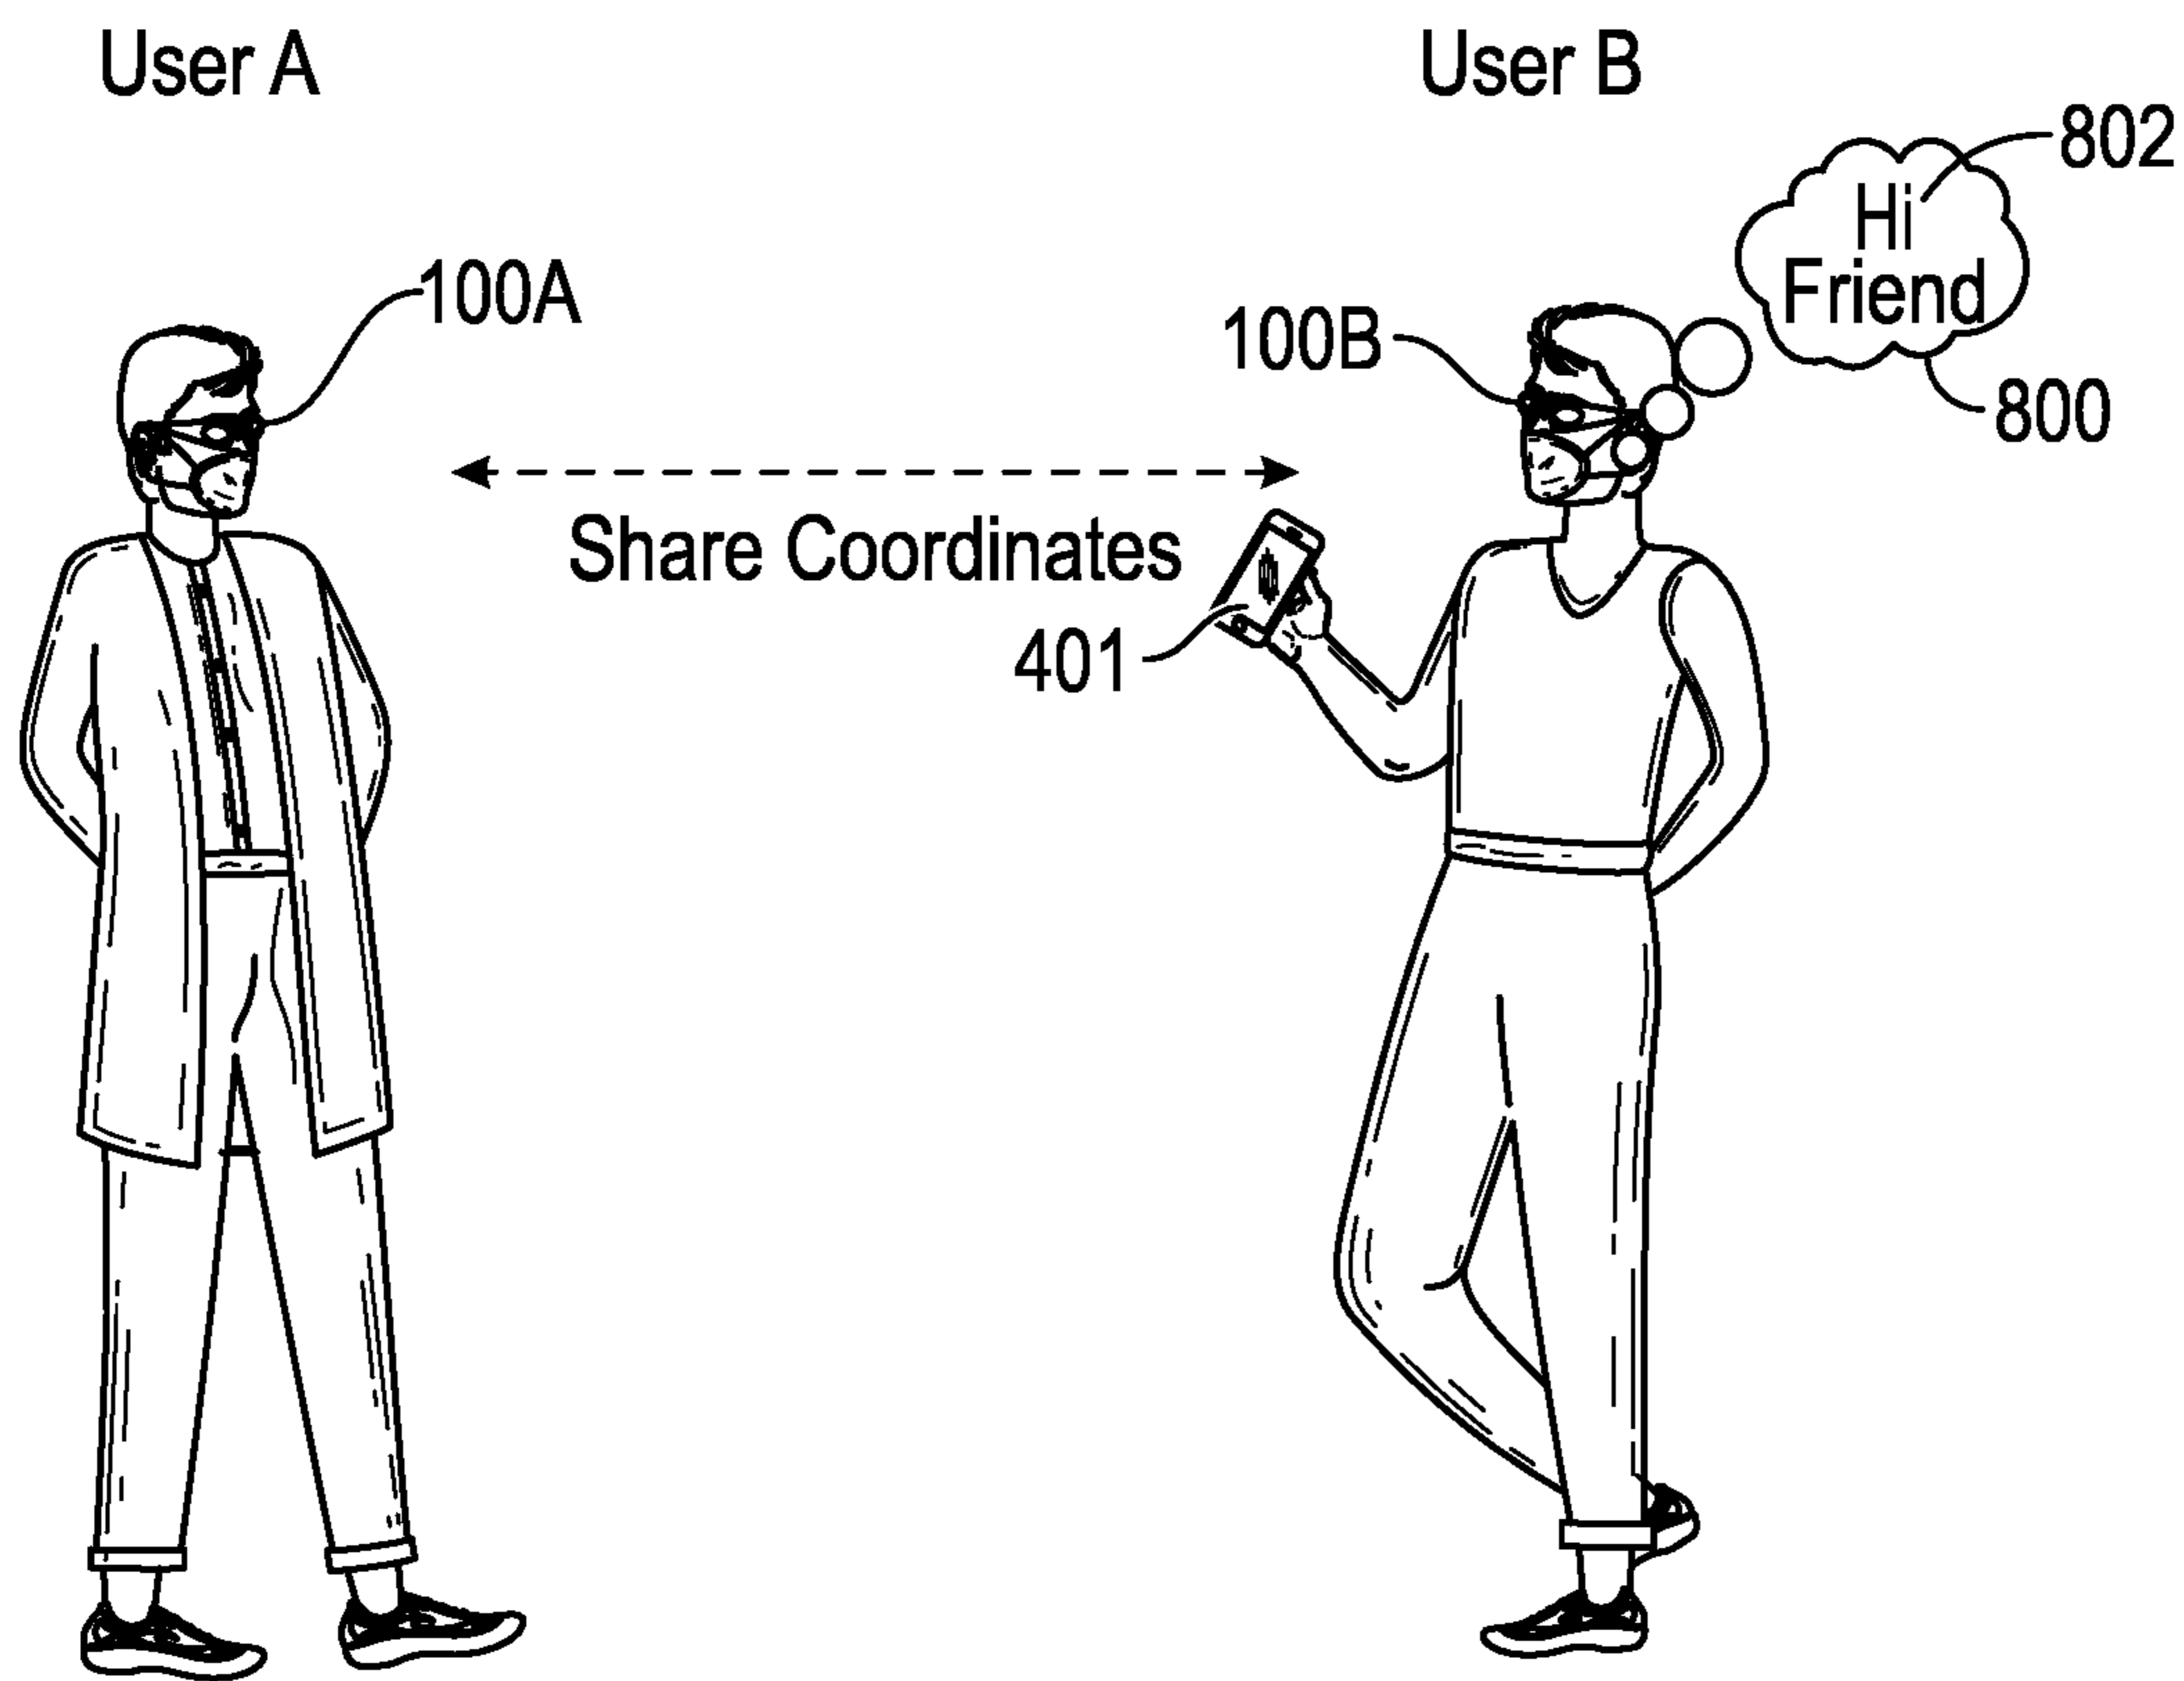 User A
User B
802
Hi
Friend
100A
100B
800
Share Coordinates
401